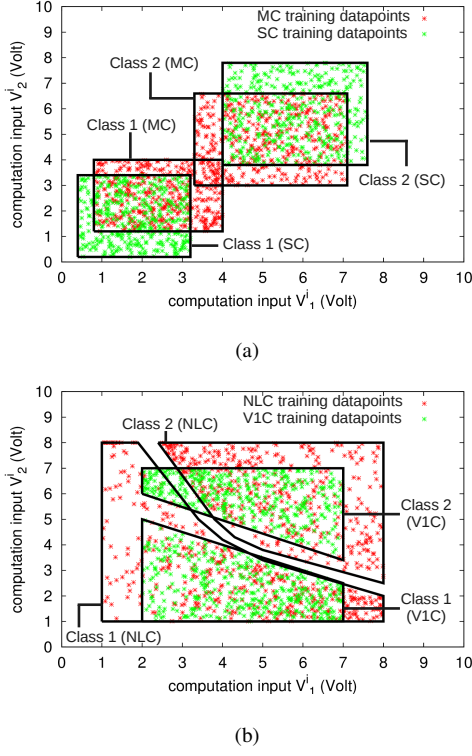 MC training datapoints
SC training datapoints
Class 2 (MC)
Class 1 (MC)
Class 2 (SC)
Class 1 (SC)
computation input V^i_2 (Volt)
10
9
8
7
6
5
4
3
2
1
0
0 1 2 3 4 5 6 7 8 9 10
computation input V^i_1 (Volt)
(a)
NLC training datapoints
V1C training datapoints
Class 2 (NLC)
Class 2
(V1C)
Class 1
(V1C)
Class 1 (NLC)
computation input V^i_2 (Volt)
10
9
8
7
6
5
4
3
2
1
0
0 1 2 3 4 5 6 7 8 9 10
computation input V^i_1 (Volt)
(b)